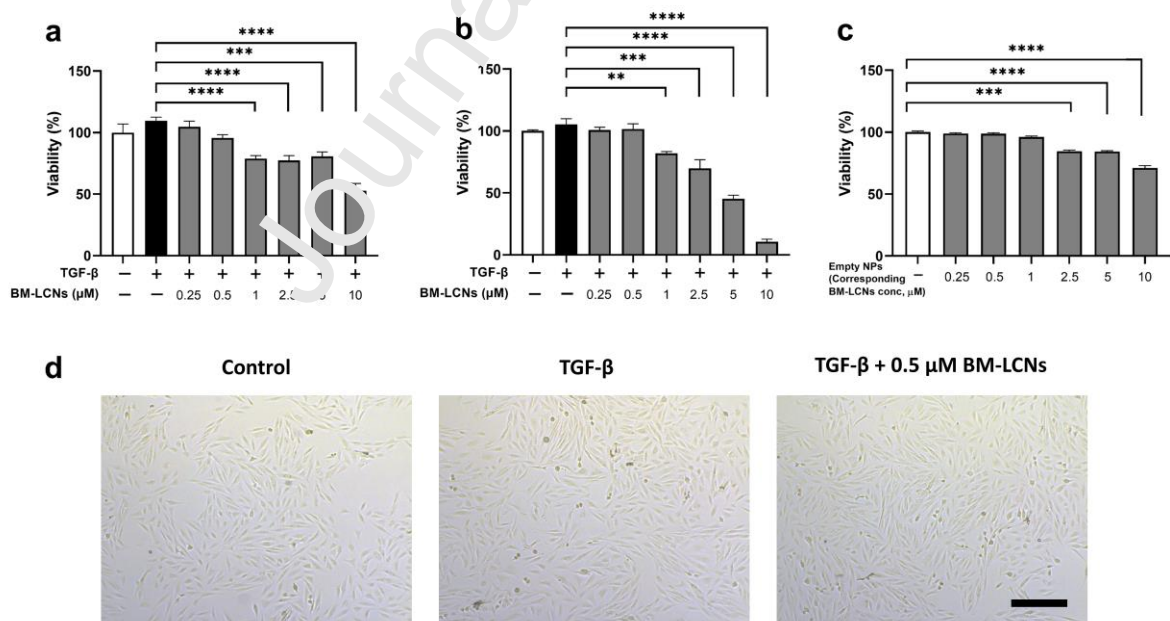 Journa
a
****
***
****
****
150
100
50
0
Viability (%)
TGF-β − + + + + + +
BM-LCNs (μM) − − 0.25 0.5 1 2.5 10
b
****
****
***
**
150
100
50
0
Viability (%)
TGF-β − + + + + + + +
BM-LCNs (μM) − − 0.25 0.5 1 2.5 5 10
c
****
****
***
150
100
50
0
Viability (%)
Empty NPs
(Corresponding − 0.25 0.5 1 2.5 5 10
BM-LCNs conc, μM)
d
Control
TGF-β
TGF-β + 0.5 μM BM-LCNs